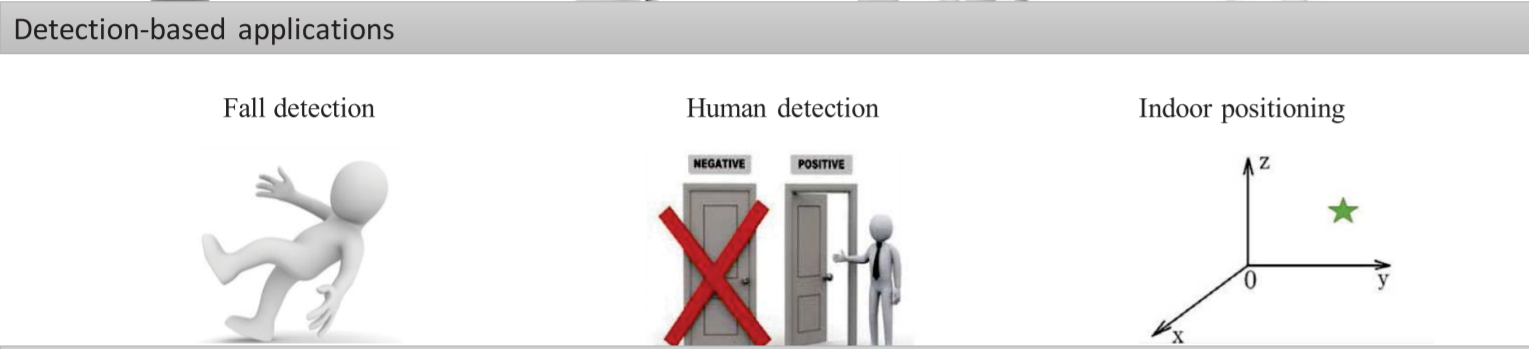 Detection-based applications
Fall detection
Human detection
Indoor positioning
NEGATIVE
POSITIVE
z
0
y
x